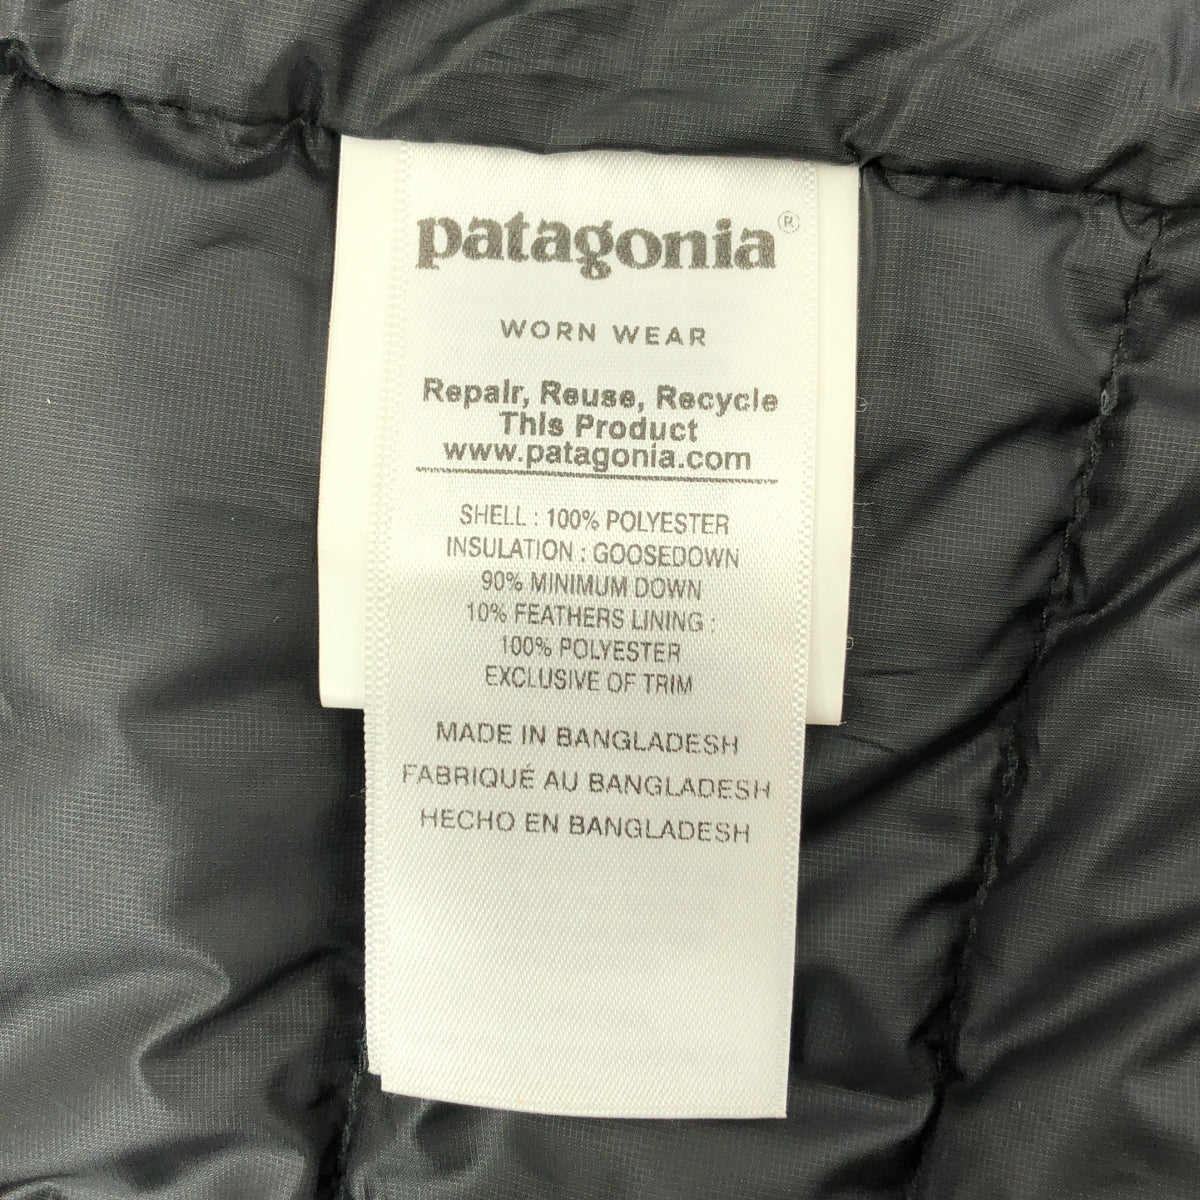 patagonia®
WORN WEAR
Repair, Reuse, Recycle
This Product
www.patagonia.com
SHELL : 100% POLYESTER
INSULATION : GOOSEDOWN
90% MINIMUM DOWN
10% FEATHERS LINING :
100% POLYESTER
EXCLUSIVE OF TRIM
MADE IN BANGLADESH
FABRIQUÉ AU BANGLADESH
HECHO EN BANGLADESH